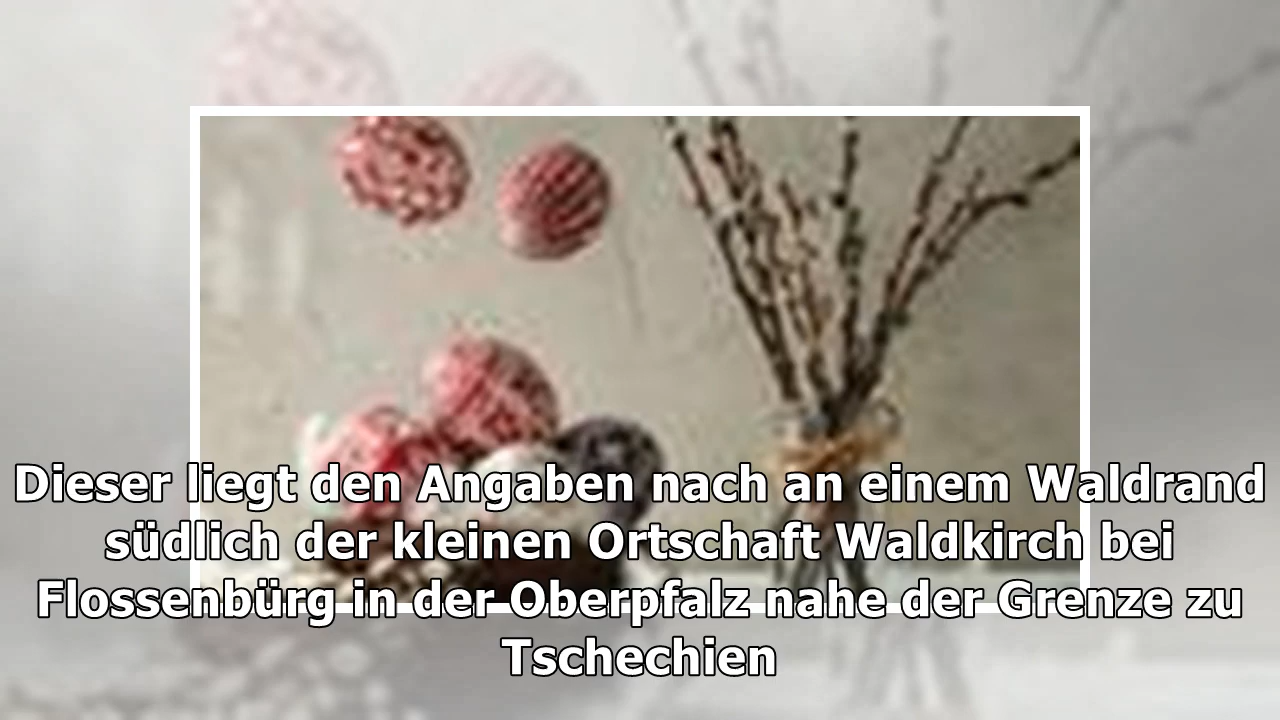 Dieser liegt den Angaben nach an einem Waldrand
südlich der kleinen Ortschaft Waldkirch bei
Flossenbürg in der Oberpfalz nahe der Grenze zu
Tschechien